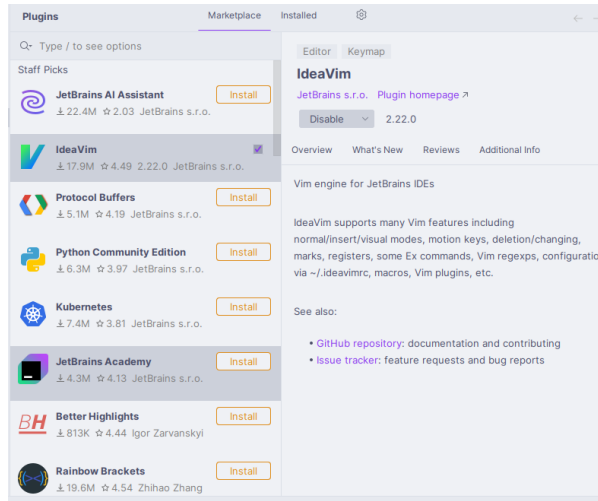 Plugins
Marketplace
Installed
Type / to see options
Staff Picks
JetBrains AI Assistant
Install
22.4M 2.03 JetBrains s.r.o.
IdeaVim
17.9M 4.49 2.22.0 JetBrains s.r.o.
Protocol Buffers
Install
5.1M 4.19 JetBrains s.r.o.
Python Community Edition
Install
6.3M 3.97 JetBrains s.r.o.
Kubernetes
Install
7.4M 3.81 JetBrains s.r.o.
JetBrains Academy
Install
4.3M 4.13 JetBrains s.r.o.
BH
Better Highlights
Install
813K 4.44 Igor Zarvanskyi
Rainbow Brackets
Install
19.6M 4.54 Zhihao Zhang
Editor Keymap
IdeaVim
JetBrains s.r.o. Plugin homepage ↗
Disable 2.22.0
Overview What's New Reviews Additional Info
Vim engine for JetBrains IDEs
IdeaVim supports many Vim features including
normal/insert/visual modes, motion keys, deletion/changing,
marks, registers, some Ex commands, Vim regexps, configuratio
via ~/.ideavimrc, macros, Vim plugins, etc.
See also:
• GitHub repository: documentation and contributing
• Issue tracker: feature requests and bug reports